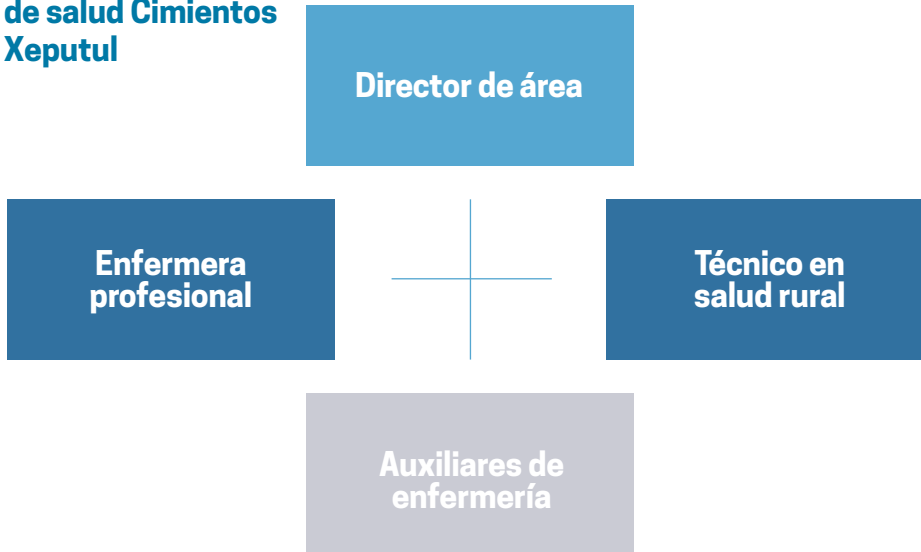 de salud Cimientos
Xeputul
Director de área
Enfermera
profesional
Técnico en
salud rural
Auxiliares de
enfermería